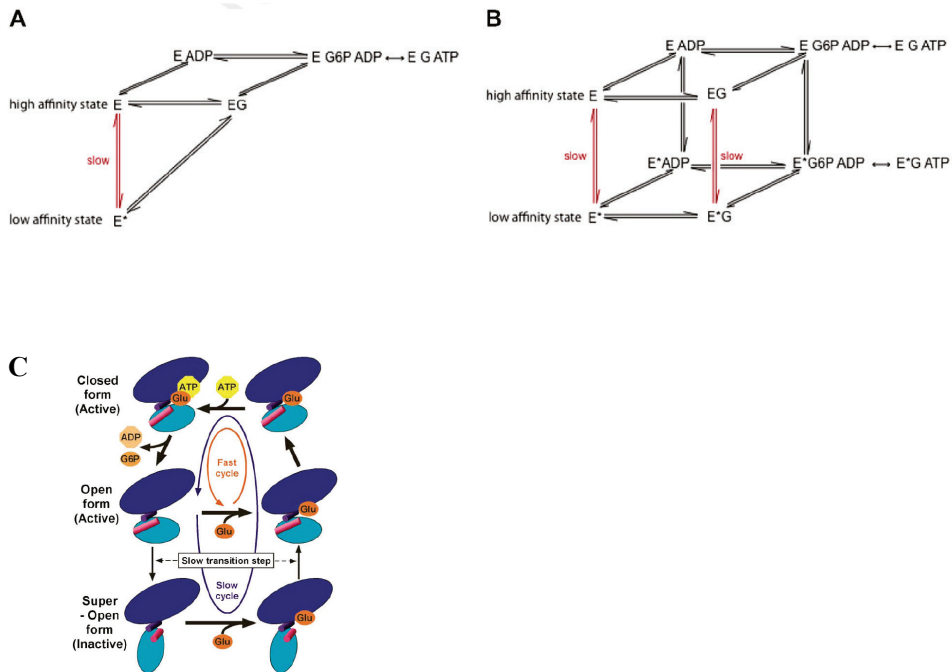 A
E ADP E G6P ADP ↔ E G ATP
high affinity state E EG
slow
low affinity state E*
B
E ADP E G6P ADP ↔ E G ATP
high affinity state E EG
slow slow
E*ADP E*G6P ADP ↔ E*G ATP
low affinity state E* E*G
C
Closed
form
(Active)
ATP
Glu
ATP
Glu
ADP
G6P
Fast
cycle
Open
form
(Active)
Glu
Glu
Slow transition step
Slow
cycle
Super
- Open
form
(Inactive)
Glu
Glu